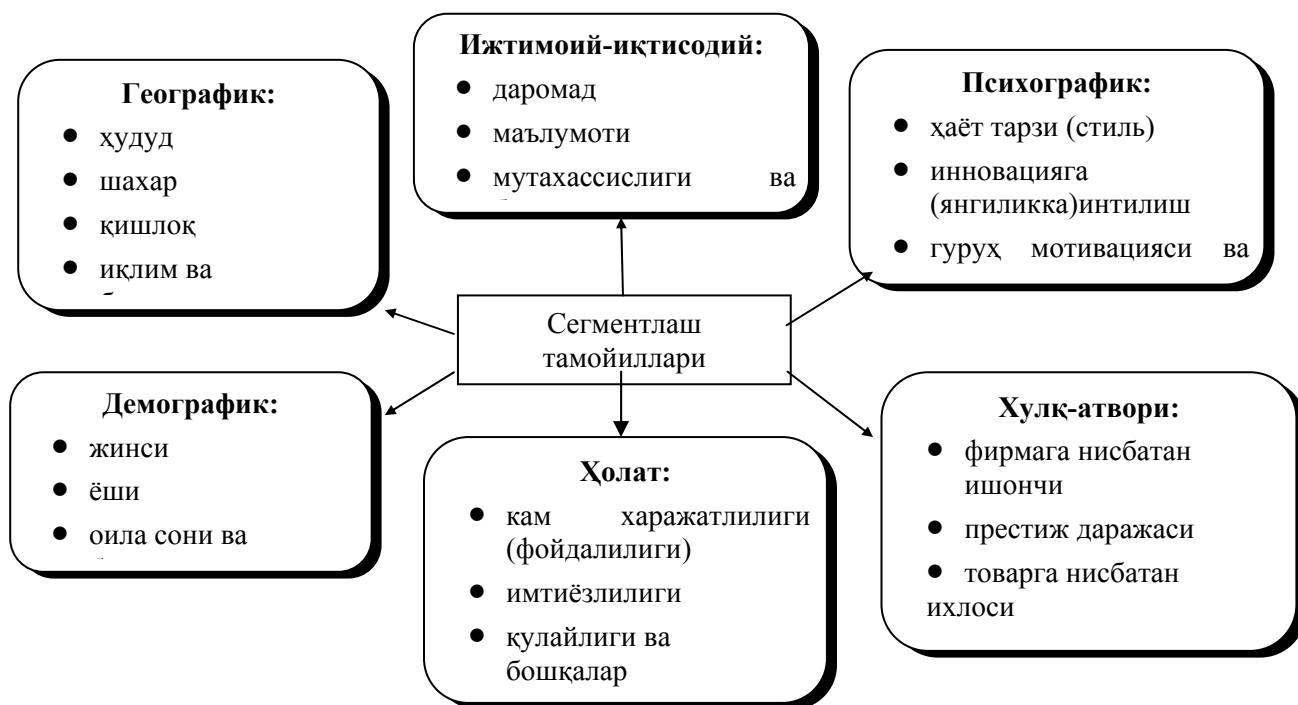 Ижтимоий-иқтисодий:
● даромад
● маълумоти
● мутахассислиги ва
Географик:
● ҳудуд
● шахар
● қишлоқ
● иқлим ва
Психографик:
● ҳаёт тарзи (стиль)
● инновацияга
(янгиликка)интилиш
● гуруҳ мотивацияси ва
Сегментлаш
тамойиллари
Демографик:
● жинси
● ёши
● оила сони ва
Ҳолат:
● кам харажатлилиги
(фойдалилиги)
● имтиёзлилиги
● қулайлиги ва
бошқалар
Хулқ-атвори:
● фирмага нисбатан
ишончи
● престиж даражаси
● товарга нисбатан
ихлоси